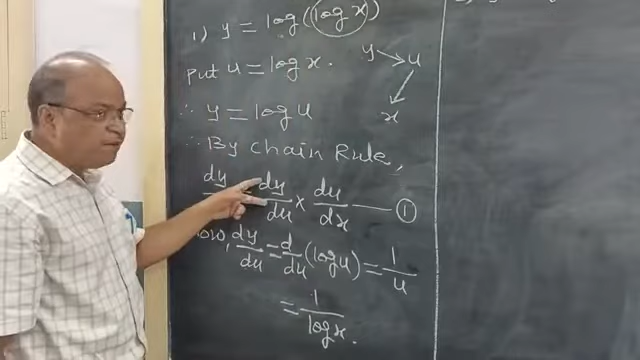 1) y = log(log x)
Put u = log x.
y → u → x
∴ y = log u
∴ By Chain Rule,
dy/ = dy/du × du/dx — ①
Now, dy/du = d/du (log u) = 1/u
= 1/log x.